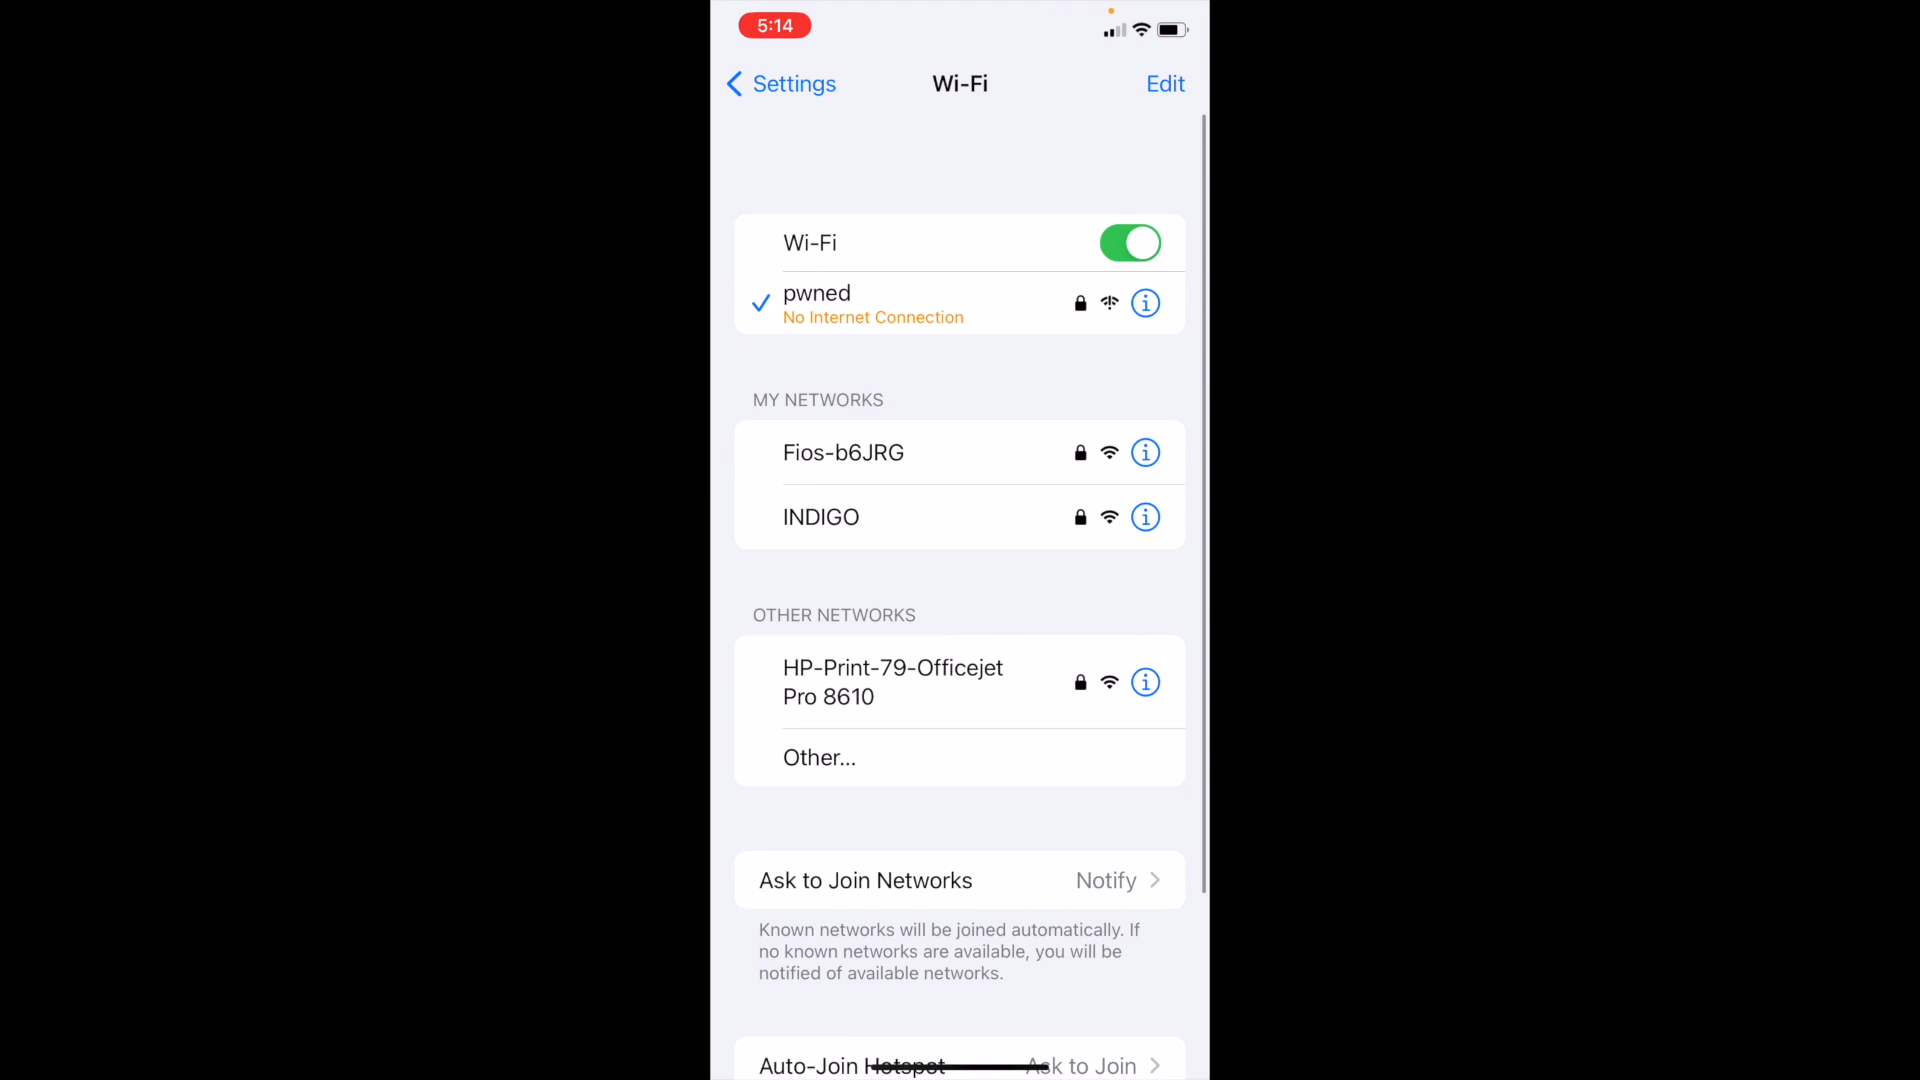 5:14
Settings
Wi-Fi
Edit
Wi-Fi
pwned
No Internet Connection
MY NETWORKS
Fios-b6JRG
INDIGO
OTHER NETWORKS
HP-Print-79-Officejet
Pro 8610
Other...
Ask to Join Networks
Notify
Known networks will be joined automatically. If
no known networks are available, you will be
notified of available networks.
Auto-Join Hotspot
Ask to Join